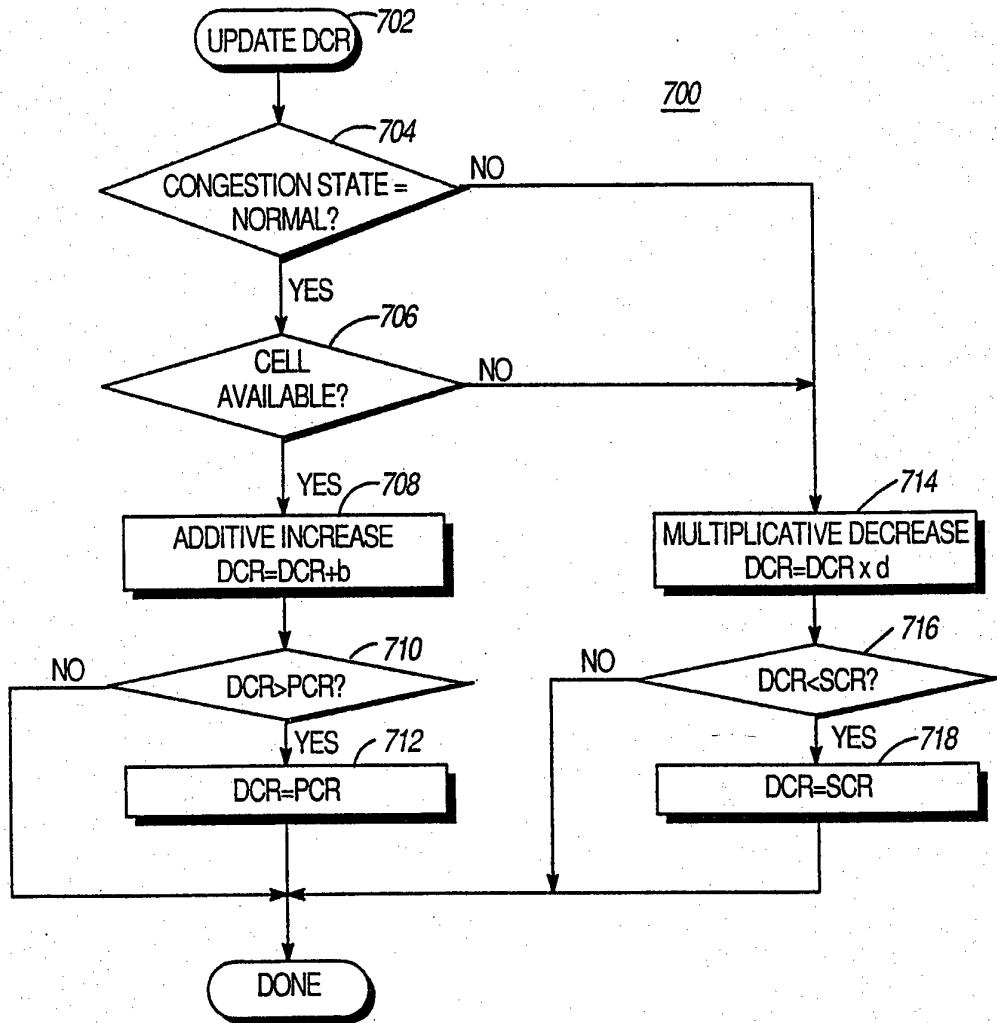 UPDATE DCR
702
700
704
CONGESTION STATE =
NORMAL?
NO
YES
706
CELL
AVAILABLE?
NO
YES
708
ADDITIVE INCREASE
DCR=DCR+b
714
MULTIPLICATIVE DECREASE
DCR=DCR x d
710
NO
DCR>PCR?
YES
712
DCR=PCR
716
NO
DCR<SCR?
YES
718
DCR=SCR
DONE